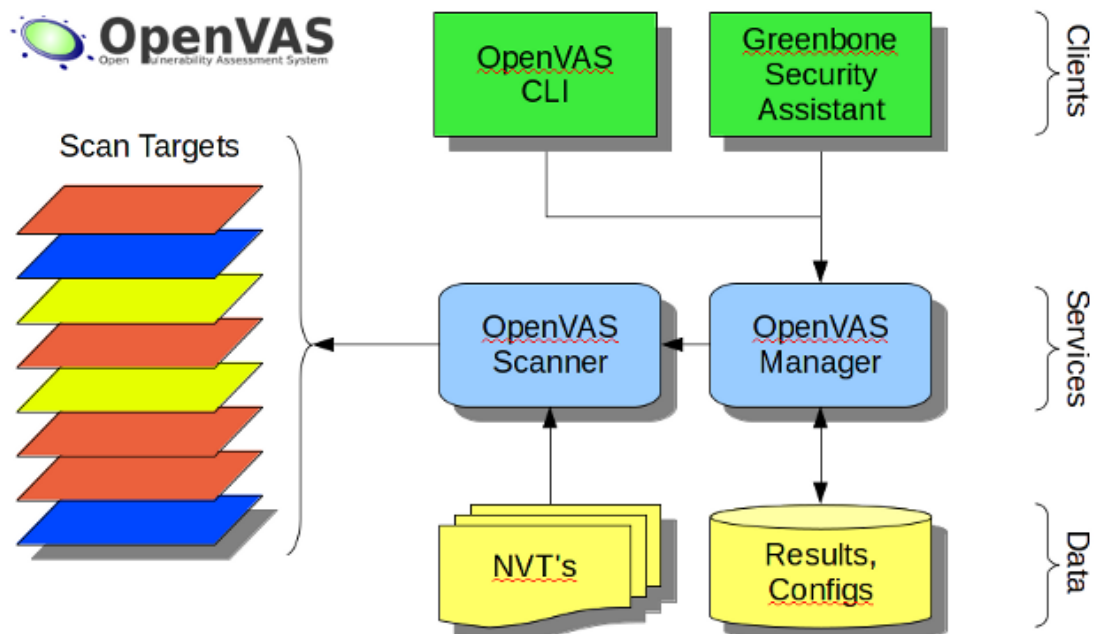 OpenVAS
Open Vulnerability Assessment System
OpenVAS
CLI
Greenbone
Security
Assistant
Clients
Scan Targets
OpenVAS
Scanner
OpenVAS
Manager
Services
NVT's
Results,
Configs
Data